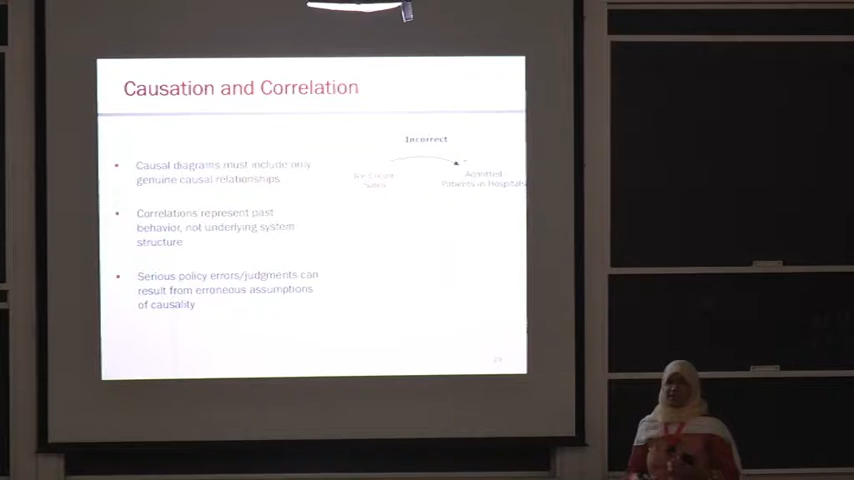 Causation and Correlation
• Causal diagrams must include only
genuine causal relationships
• Correlations represent past
behavior, not underlying system
structure
• Serious policy errors/judgments can
result from erroneous assumptions
of causality
Incorrect
Ice Cream
Sales
Admitted
Patients in Hospitals